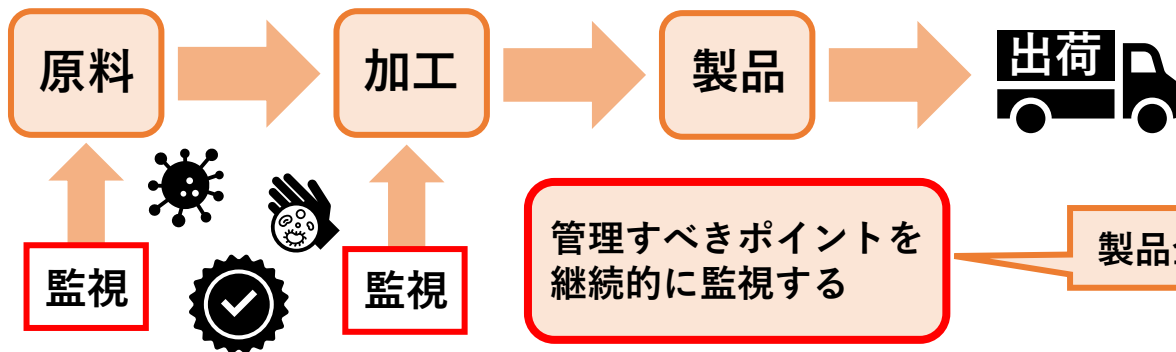 原料
加工
製品
出荷
監視
監視
管理すべきポイントを
継続的に監視する
製品